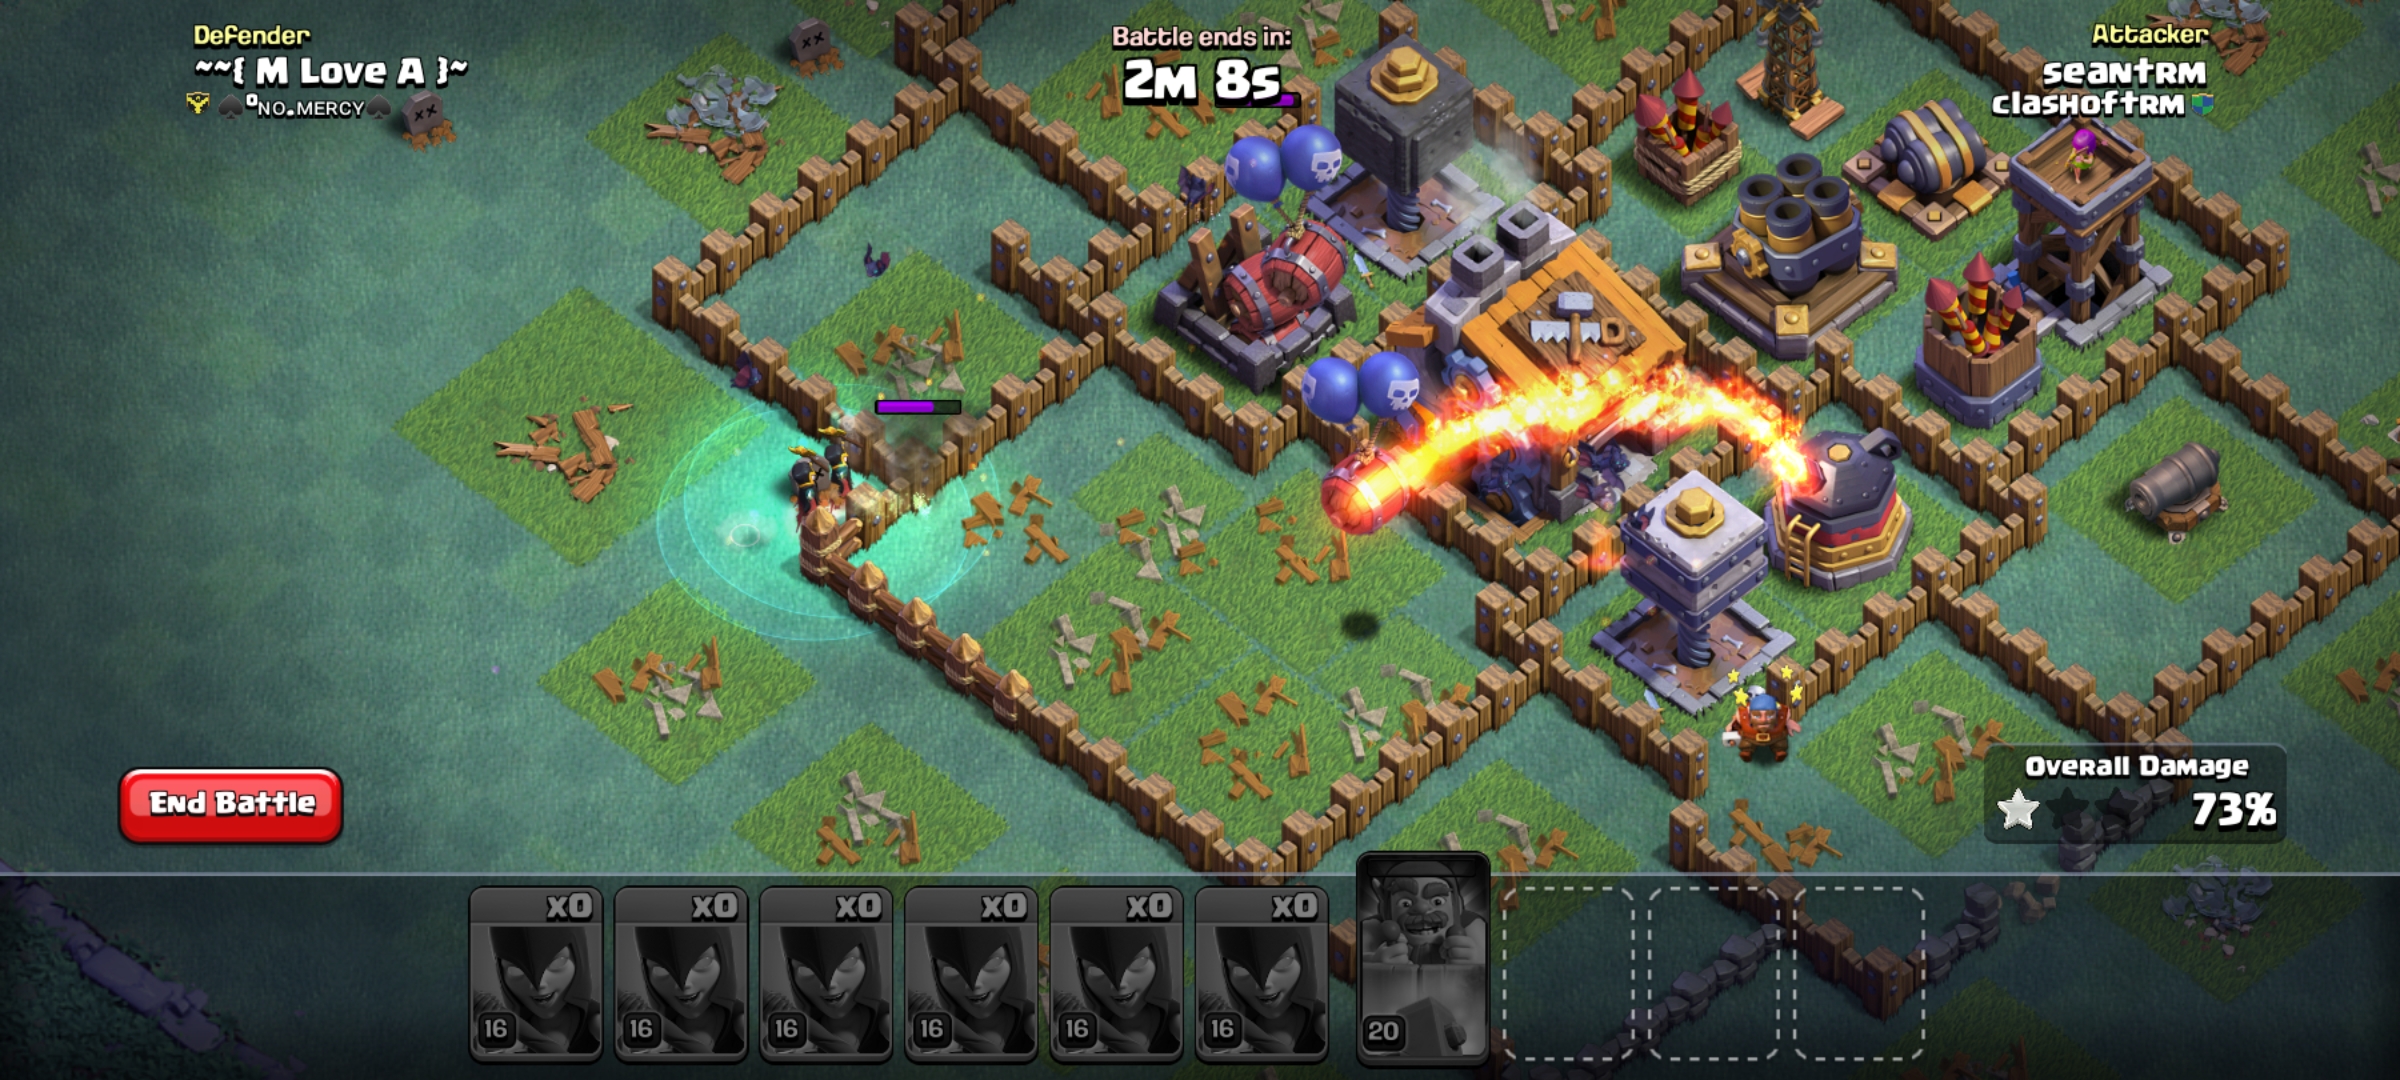 Defender
~~{ M Love A }~
⁰NO.MERCY
Battle ends in:
2M 8s
Attacker
seantRM
clashoftRM
End Battle
Overall Damage
73%
x0 x0 x0 x0 x0 x0
16 16 16 16 16 16 20